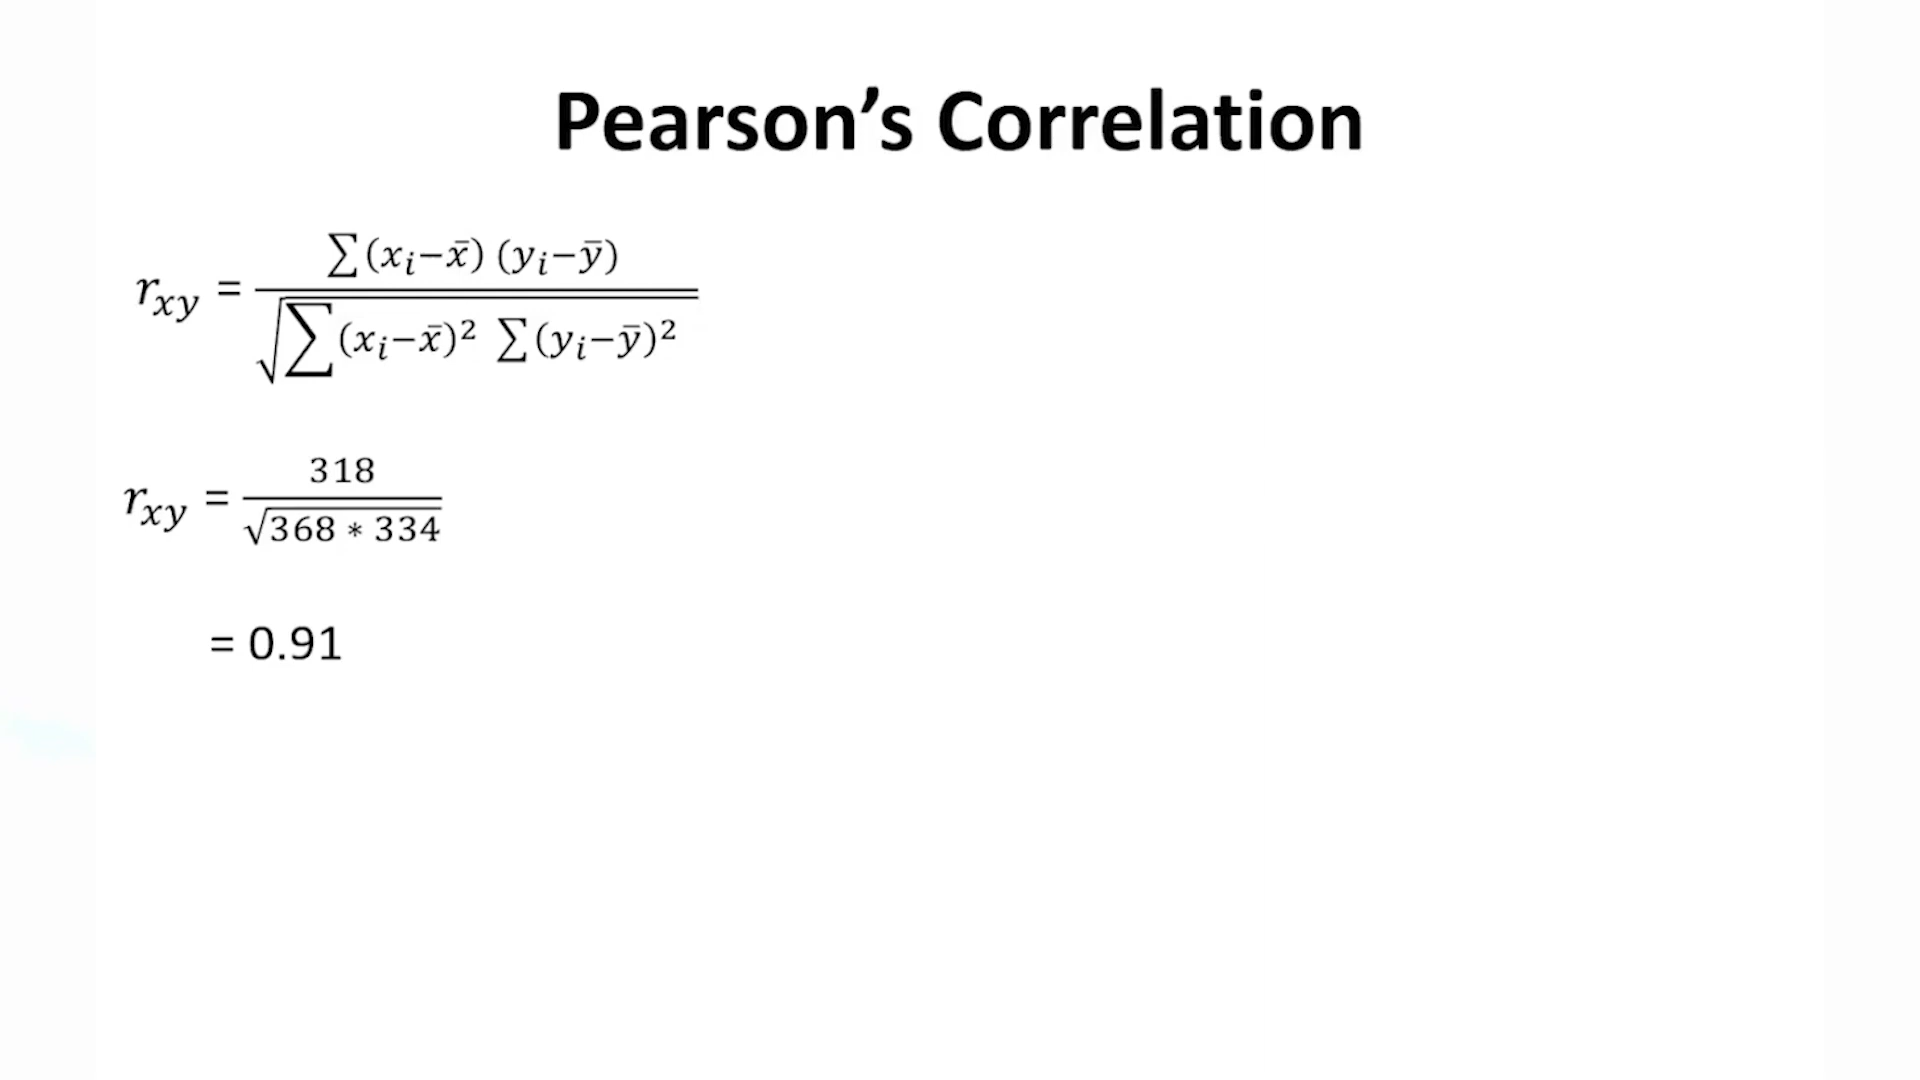 Pearson’s Correlation
r_xy = ∑(x_i−x̄) (y_i−ȳ) / √∑(x_i−x̄)² ∑(y_i−ȳ)²
r_xy = 318 / √368 * 334
= 0.91